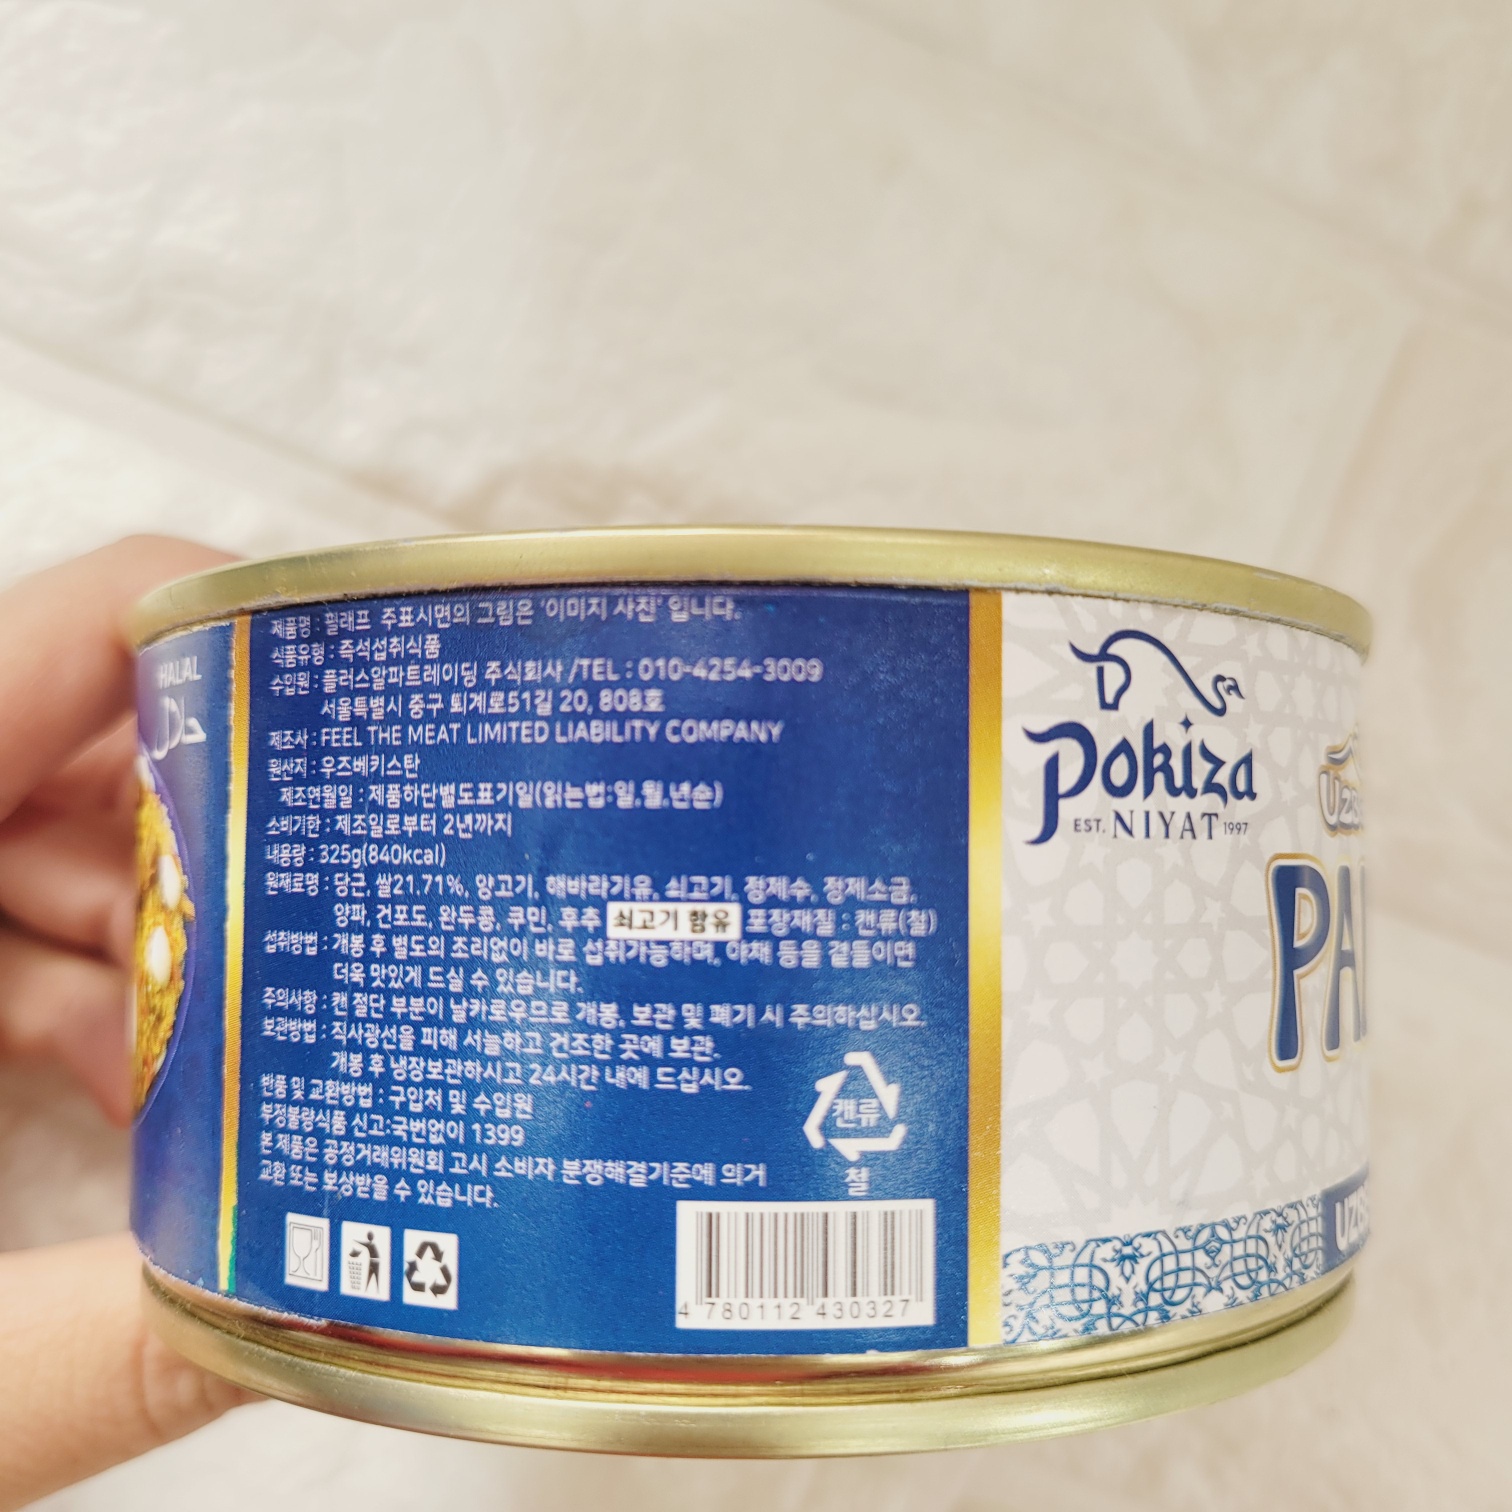 HALAL
حلال
제품명 : 필래프 주표시면의 그림은 '이미지 사진' 입니다.
식품유형 : 즉석섭취식품
수입원 : 플러스알파트레이딩 주식회사 /TEL : 010-4254-3009
서울특별시 중구 퇴계로51길 20, 808호
제조사 : FEEL THE MEAT LIMITED LIABILITY COMPANY
원산지 : 우즈베키스탄
제조연월일 : 제품하단별도표기일(읽는법:일,월,년순)
소비기한 : 제조일로부터 2년까지
내용량 : 325g(840kcal)
원재료명 : 당근, 쌀21.71%, 양고기, 해바라기유, 쇠고기, 정제수, 정제소금,
양파, 건포도, 완두콩, 쿠민, 후추 쇠고기 함유 포장재질 : 캔류(철)
섭취방법 : 개봉 후 별도의 조리없이 바로 섭취가능하며, 야채 등을 곁들이면
더욱 맛있게 드실 수 있습니다.
주의사항 : 캔 절단 부분이 날카로우므로 개봉, 보관 및 폐기 시 주의하십시오.
보관방법 : 직사광선을 피해 서늘하고 건조한 곳에 보관.
개봉 후 냉장보관하시고 24시간 내에 드십시오.
반품 및 교환방법 : 구입처 및 수입원
부정불량식품 신고:국번없이 1399
본 제품은 공정거래위원회 고시 소비자 분쟁해결기준에 의거
교환 또는 보상받을 수 있습니다.
캔류
철
4 780112 430327
Pokiza
EST. NIYAT 1997